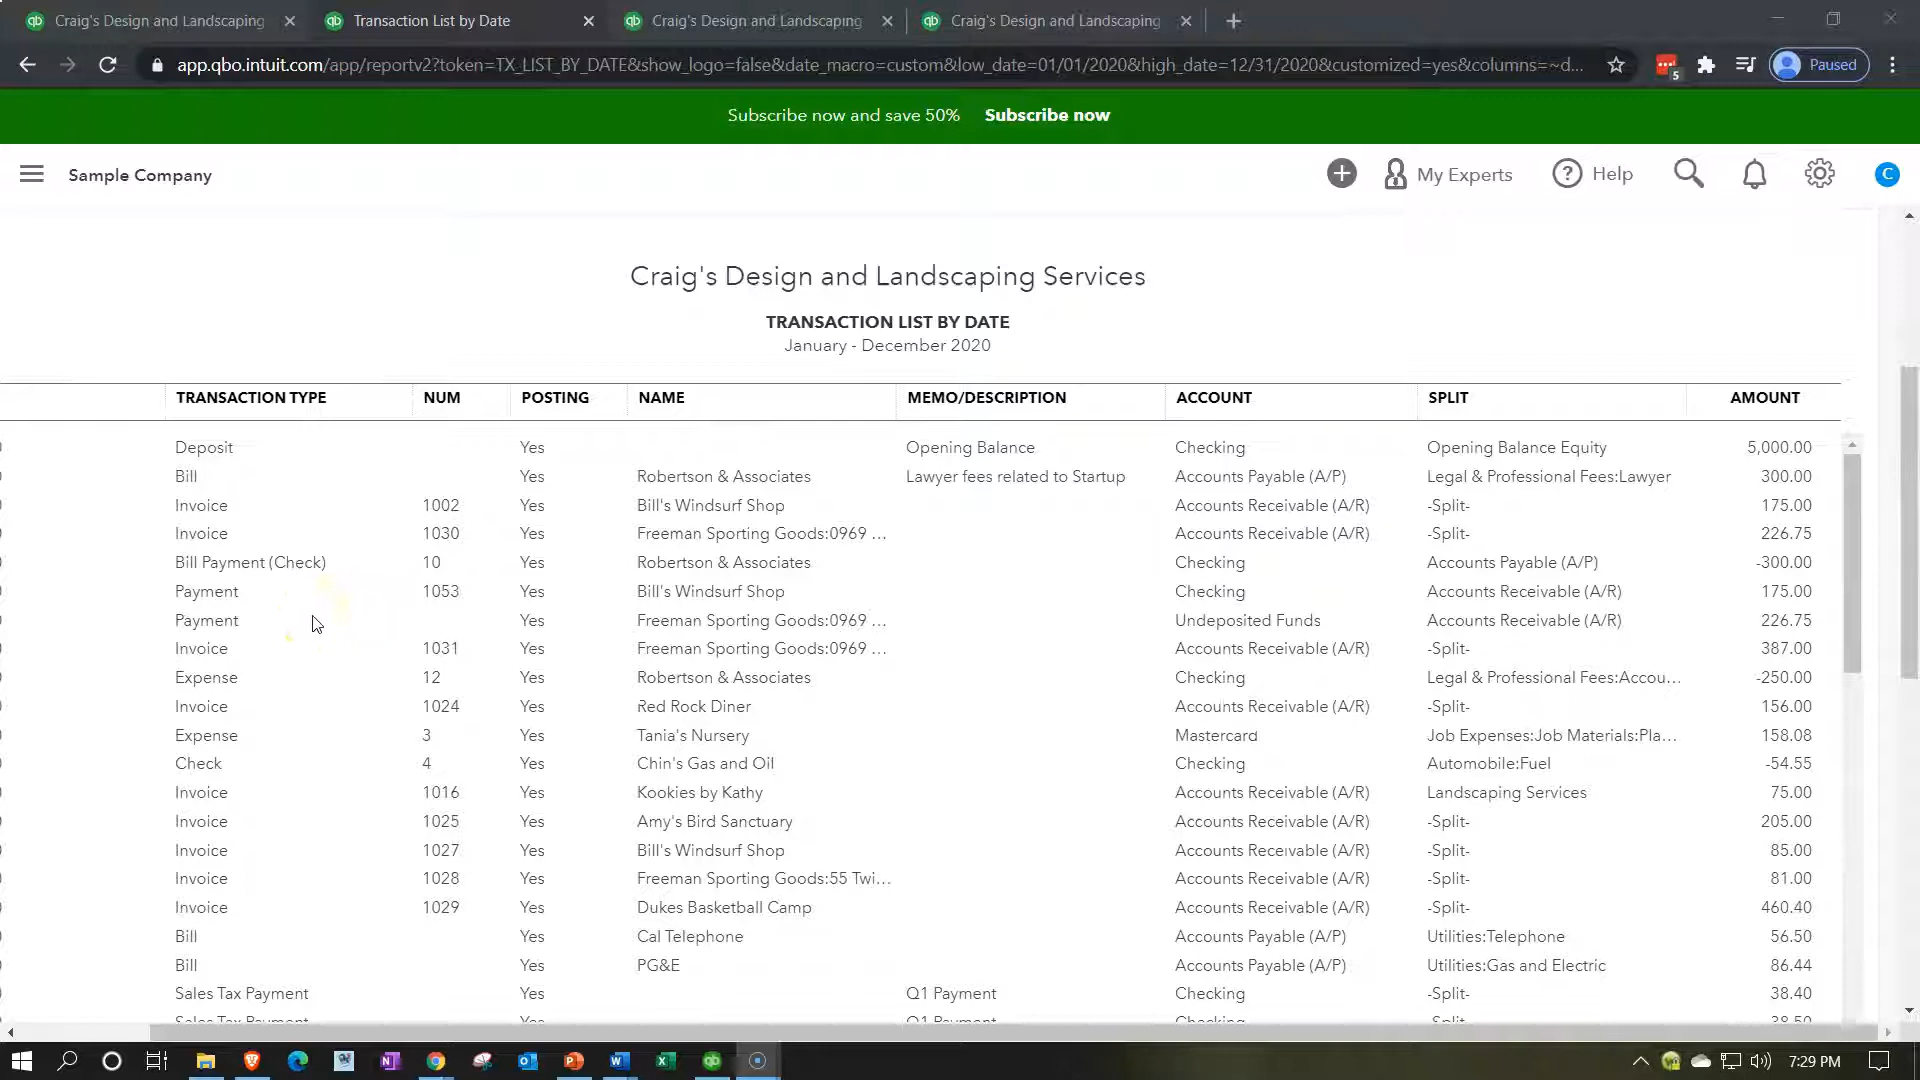 Craig's Design and Landscaping
Transaction List by Date
Craig's Design and Landscaping
Craig's Design and Landscaping
app.qbo.intuit.com/app/reportv2?token=TX_LIST_BY_DATE&show_logo=false&date_macro=custom&low_date=01/01/2020&high_date=12/31/2020&customized=yes&columns=~d...
5
Paused
Subscribe now and save 50% Subscribe now
Sample Company
My Experts
Help
C
Craig's Design and Landscaping Services
TRANSACTION LIST BY DATE
January - December 2020
TRANSACTION TYPE NUM POSTING NAME MEMO/DESCRIPTION ACCOUNT SPLIT AMOUNT
Deposit Yes Opening Balance Checking Opening Balance Equity 5,000.00
Bill Yes Robertson & Associates Lawyer fees related to Startup Accounts Payable (A/P) Legal & Professional Fees:Lawyer 300.00
Invoice 1002 Yes Bill's Windsurf Shop Accounts Receivable (A/R) -Split- 175.00
Invoice 1030 Yes Freeman Sporting Goods:0969 ... Accounts Receivable (A/R) -Split- 226.75
Bill Payment (Check) 10 Yes Robertson & Associates Checking Accounts Payable (A/P) -300.00
Payment 1053 Yes Bill's Windsurf Shop Checking Accounts Receivable (A/R) 175.00
Payment Yes Freeman Sporting Goods:0969 ... Undeposited Funds Accounts Receivable (A/R) 226.75
Invoice 1031 Yes Freeman Sporting Goods:0969 ... Accounts Receivable (A/R) -Split- 387.00
Expense 12 Yes Robertson & Associates Checking Legal & Professional Fees:Accou... -250.00
Invoice 1024 Yes Red Rock Diner Accounts Receivable (A/R) -Split- 156.00
Expense 3 Yes Tania's Nursery Mastercard Job Expenses:Job Materials:Pla... 158.08
Check 4 Yes Chin's Gas and Oil Checking Automobile:Fuel -54.55
Invoice 1016 Yes Kookies by Kathy Accounts Receivable (A/R) Landscaping Services 75.00
Invoice 1025 Yes Amy's Bird Sanctuary Accounts Receivable (A/R) -Split- 205.00
Invoice 1027 Yes Bill's Windsurf Shop Accounts Receivable (A/R) -Split- 85.00
Invoice 1028 Yes Freeman Sporting Goods:55 Twi... Accounts Receivable (A/R) -Split- 81.00
Invoice 1029 Yes Dukes Basketball Camp Accounts Receivable (A/R) -Split- 460.40
Bill Yes Cal Telephone Accounts Payable (A/P) Utilities:Telephone 56.50
Bill Yes PG&E Accounts Payable (A/P) Utilities:Gas and Electric 86.44
Sales Tax Payment Yes Q1 Payment Checking -Split- 38.40
Sales Tax Payment Yes Q1 Payment Checking -Split- 38.50
7:29 PM